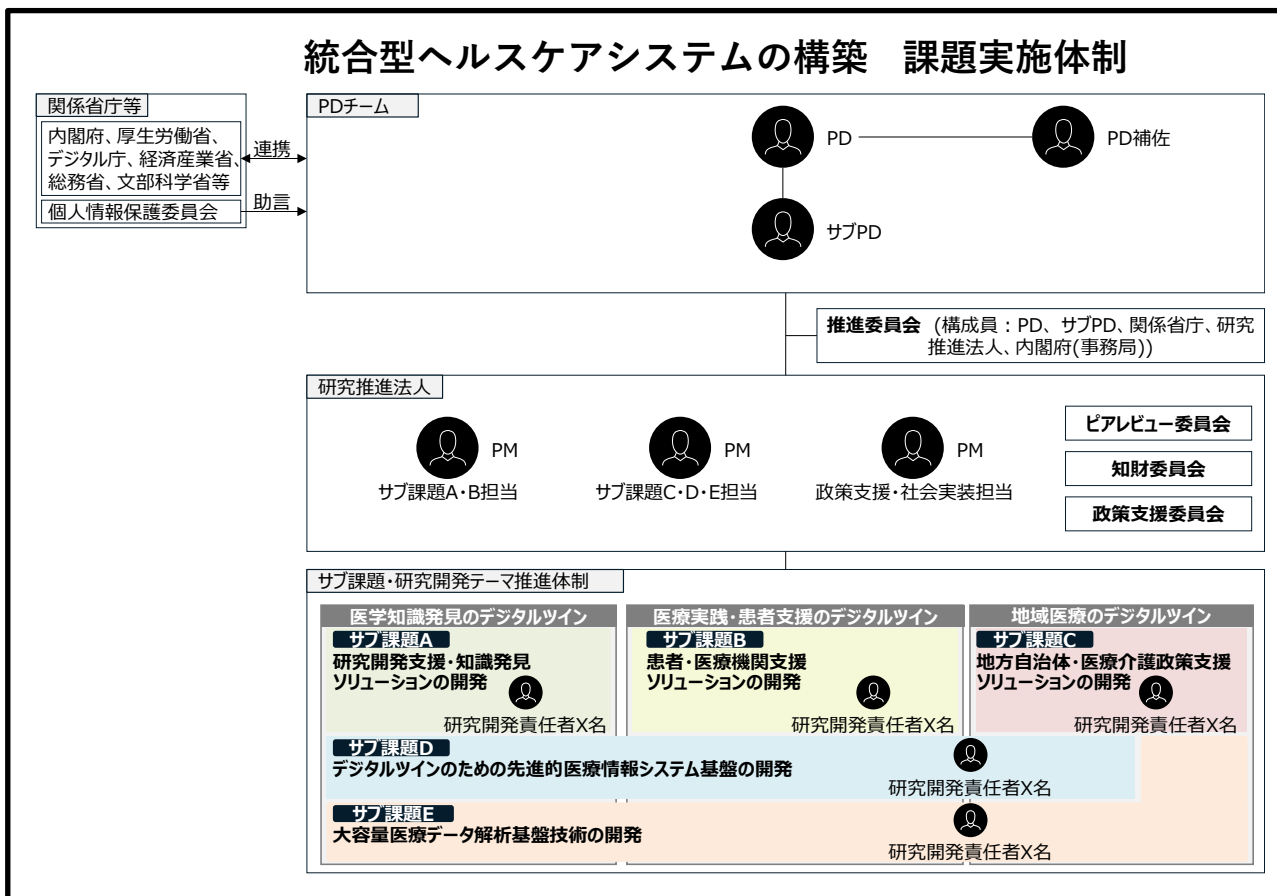 統合型ヘルスケアシステムの構築　課題実施体制
関係省庁等
内閣府、厚生労働省、
デジタル庁、経済産業省、
総務省、文部科学省等
個人情報保護委員会
連携
助言
PDチーム
PD
PD補佐
サブPD
推進委員会 (構成員：PD、サブPD、関係省庁、研究
推進法人、内閣府(事務局))
研究推進法人
PM
サブ課題A・B担当
PM
サブ課題C・D・E担当
PM
政策支援・社会実装担当
ピアレビュー委員会
知財委員会
政策支援委員会
サブ課題・研究開発テーマ推進体制
医学知識発見のデジタルツイン
サブ課題A
研究開発支援・知識発見
ソリューションの開発
研究開発責任者X名
医療実践・患者支援のデジタルツイン
サブ課題B
患者・医療機関支援
ソリューションの開発
研究開発責任者X名
地域医療のデジタルツイン
サブ課題C
地方自治体・医療介護政策支援
ソリューションの開発
研究開発責任者X名
サブ課題D
デジタルツインのための先進的医療情報システム基盤の開発
研究開発責任者X名
サブ課題E
大容量医療データ解析基盤技術の開発
研究開発責任者X名